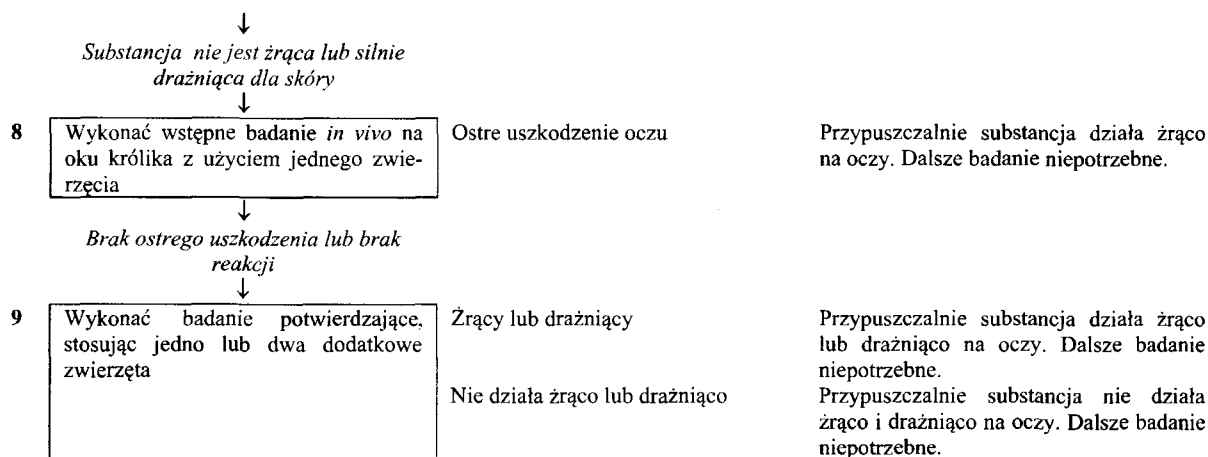 ↓
Substancja nie jest żrąca lub silnie
drażniąca dla skóry
↓
8 Wykonać wstępne badanie in vivo na Ostre uszkodzenie oczu Przypuszczalnie substancja działa żrąco
oku królika z użyciem jednego zwie- na oczy. Dalsze badanie niepotrzebne.
rzęcia
↓
Brak ostrego uszkodzenia lub brak
reakcji
↓
9 Wykonać badanie potwierdzające, Żrący lub drażniący Przypuszczalnie substancja działa żrąco
stosując jedno lub dwa dodatkowe lub drażniąco na oczy. Dalsze badanie
zwierzęta niepotrzebne.
Nie działa żrąco lub drażniąco Przypuszczalnie substancja nie działa
żrąco i drażniąco na oczy. Dalsze badanie
niepotrzebne.